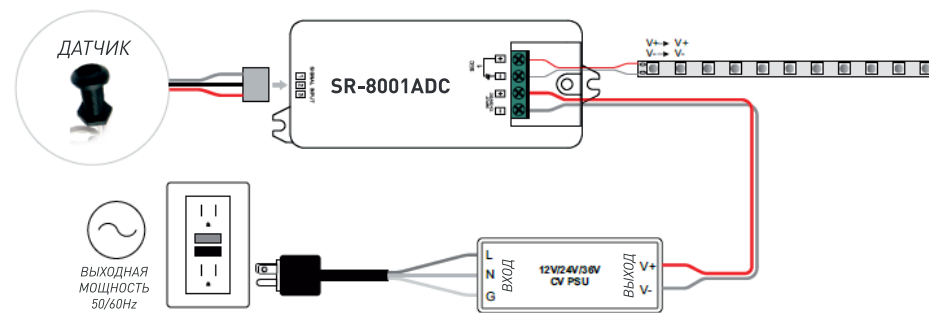 ДАТЧИК
SIGNAL INPUT
SR-8001ADC
V+ V+
V- V-
ВЫХОДНАЯ
МОЩНОСТЬ
50/60Hz
L
N
G
ВХОД
12V/24V/36V
CV PSU
ВЫХОД
V+
V-